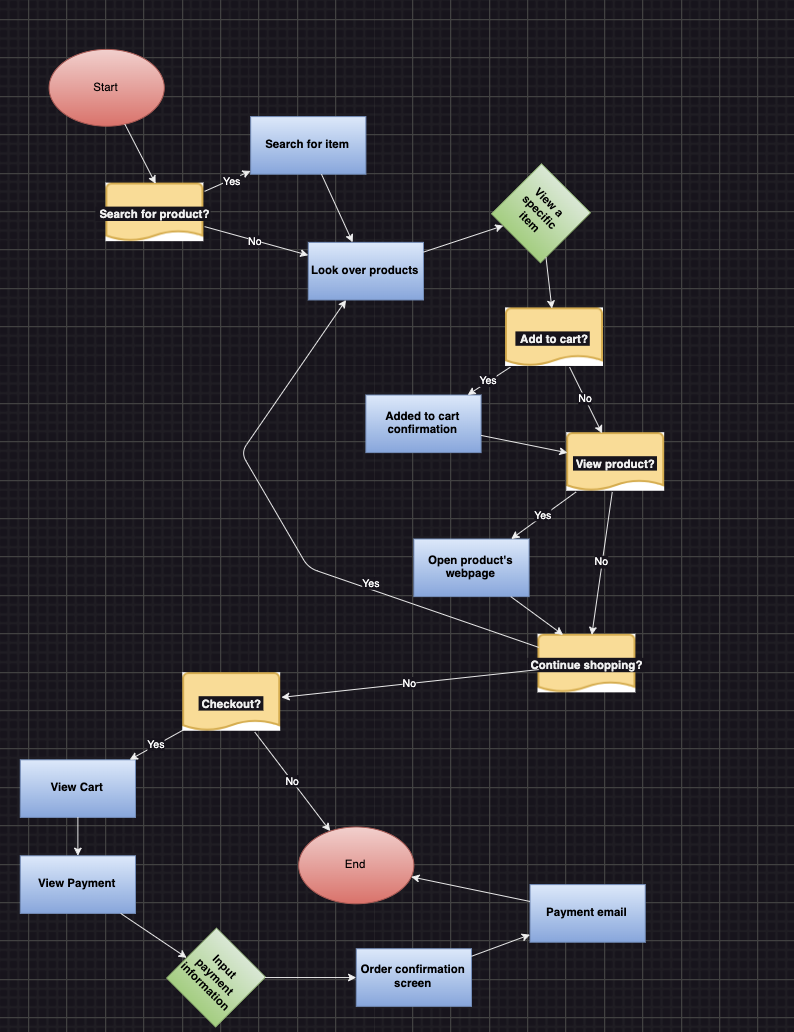 Start
Search for item
Yes
Search for product?
No
Look over products
View a
specific
item
Add to cart?
Yes
No
Added to cart
confirmation
View product?
Yes
No
Open product's
webpage
Yes
Continue shopping?
No
Checkout?
Yes
No
View Cart
End
View Payment
Payment email
Input
payment
information
Order confirmation
screen